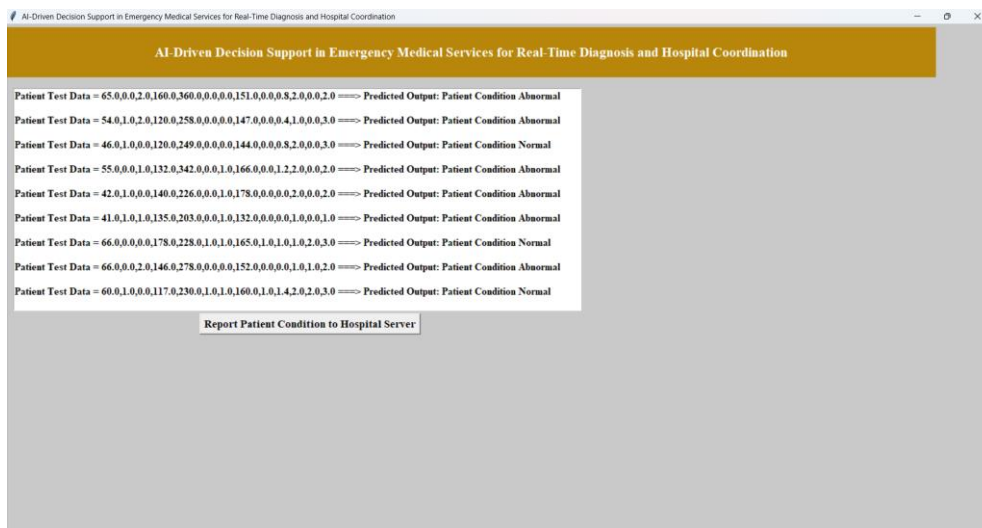 AI-Driven Decision Support in Emergency Medical Services for Real-Time Diagnosis and Hospital Coordination
AI-Driven Decision Support in Emergency Medical Services for Real-Time Diagnosis and Hospital Coordination
Patient Test Data = 65.0,0.0,2.0,160.0,360.0,0.0,0.0,151.0,0.0,0.8,2.0,0.0,2.0 ===> Predicted Output: Patient Condition Abnormal
Patient Test Data = 54.0,1.0,2.0,120.0,258.0,0.0,0.0,147.0,0.0,0.4,1.0,0.0,3.0 ===> Predicted Output: Patient Condition Abnormal
Patient Test Data = 46.0,1.0,0.0,120.0,249.0,0.0,0.0,144.0,0.0,0.8,2.0,0.0,3.0 ===> Predicted Output: Patient Condition Normal
Patient Test Data = 55.0,0.0,1.0,132.0,342.0,0.0,1.0,166.0,0.0,1.2,2.0,0.0,2.0 ===> Predicted Output: Patient Condition Abnormal
Patient Test Data = 42.0,1.0,0.0,140.0,226.0,0.0,1.0,178.0,0.0,0.0,2.0,0.0,2.0 ===> Predicted Output: Patient Condition Abnormal
Patient Test Data = 41.0,1.0,1.0,135.0,203.0,0.0,1.0,132.0,0.0,0.0,1.0,0.0,1.0 ===> Predicted Output: Patient Condition Abnormal
Patient Test Data = 66.0,0.0,0.0,178.0,228.0,1.0,1.0,165.0,1.0,1.0,1.0,2.0,3.0 ===> Predicted Output: Patient Condition Normal
Patient Test Data = 66.0,0.0,2.0,146.0,278.0,0.0,0.0,152.0,0.0,0.0,1.0,1.0,2.0 ===> Predicted Output: Patient Condition Abnormal
Patient Test Data = 60.0,1.0,0.0,117.0,230.0,1.0,1.0,160.0,1.0,1.4,2.0,2.0,3.0 ===> Predicted Output: Patient Condition Normal
Report Patient Condition to Hospital Server